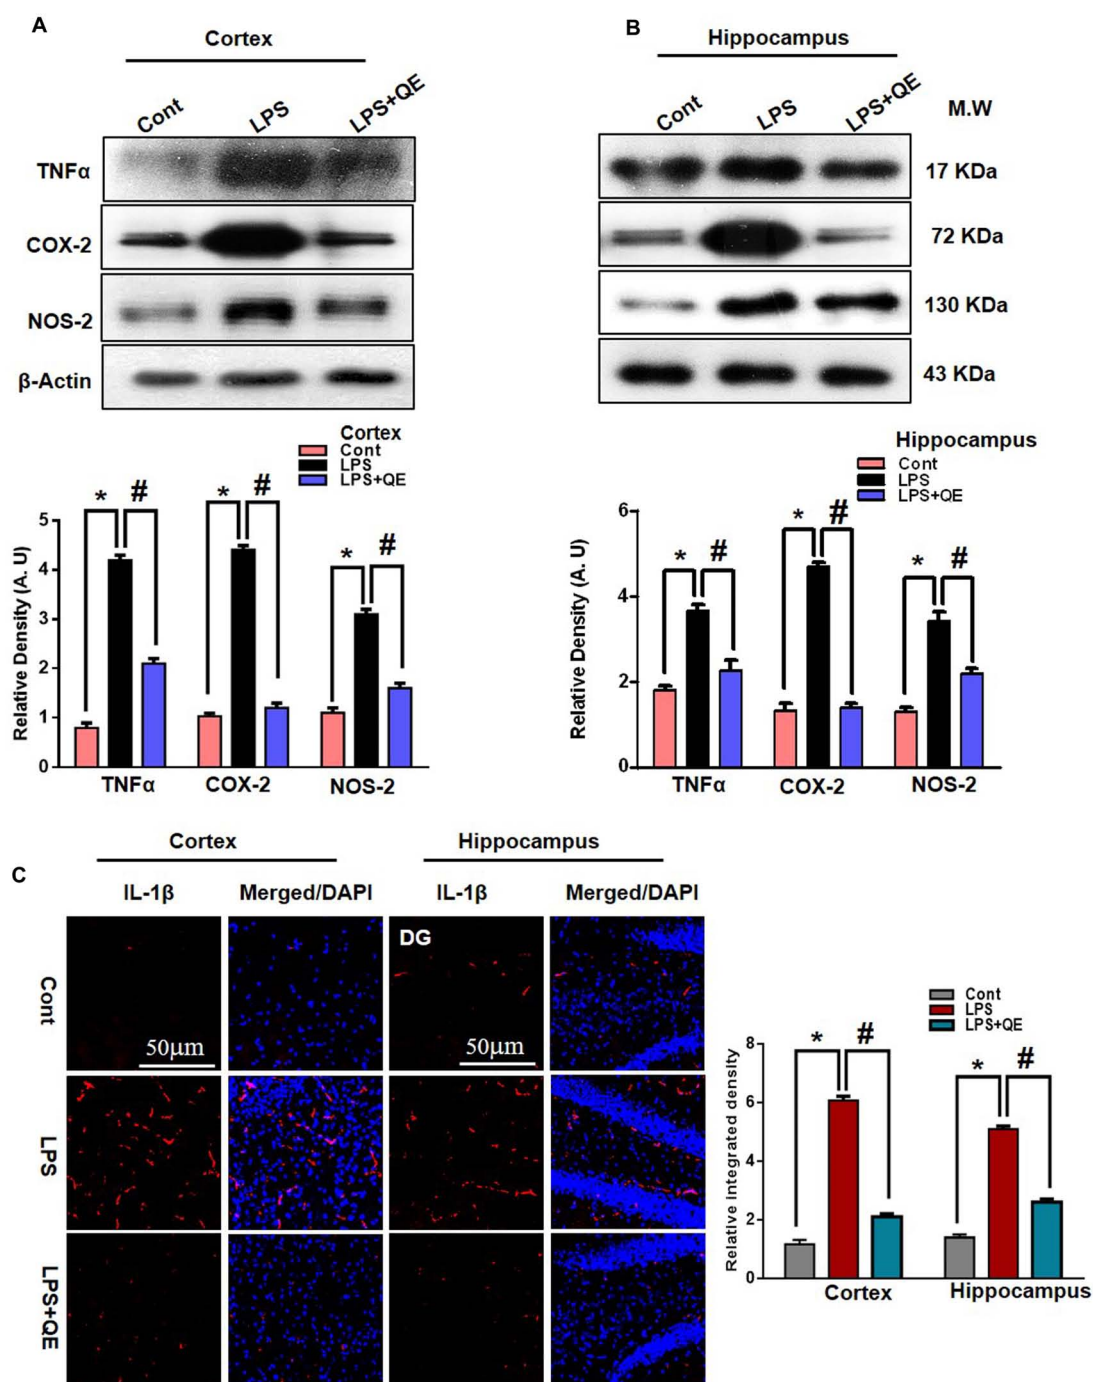 A
Cortex
Cont LPS LPS+QE
TNFα
COX-2
NOS-2
β-Actin
B
Hippocampus
Cont LPS LPS+QE M.W
17 KDa
72 KDa
130 KDa
43 KDa
Cortex
Cont
LPS
LPS+QE
Relative Density (A. U)
5
4
3
2
1
0
* # * # * #
TNFα COX-2 NOS-2
Hippocampus
Cont
LPS
LPS+QE
Relative Density (A. U)
6
4
2
0
* # * # * #
TNFα COX-2 NOS-2
C
Cortex Hippocampus
IL-1β Merged/DAPI IL-1β Merged/DAPI
Cont
DG
50μm 50μm
LPS
LPS+QE
Cont
LPS
LPS+QE
Relative integrated density
8
6
4
2
0
* # * #
Cortex Hippocampus